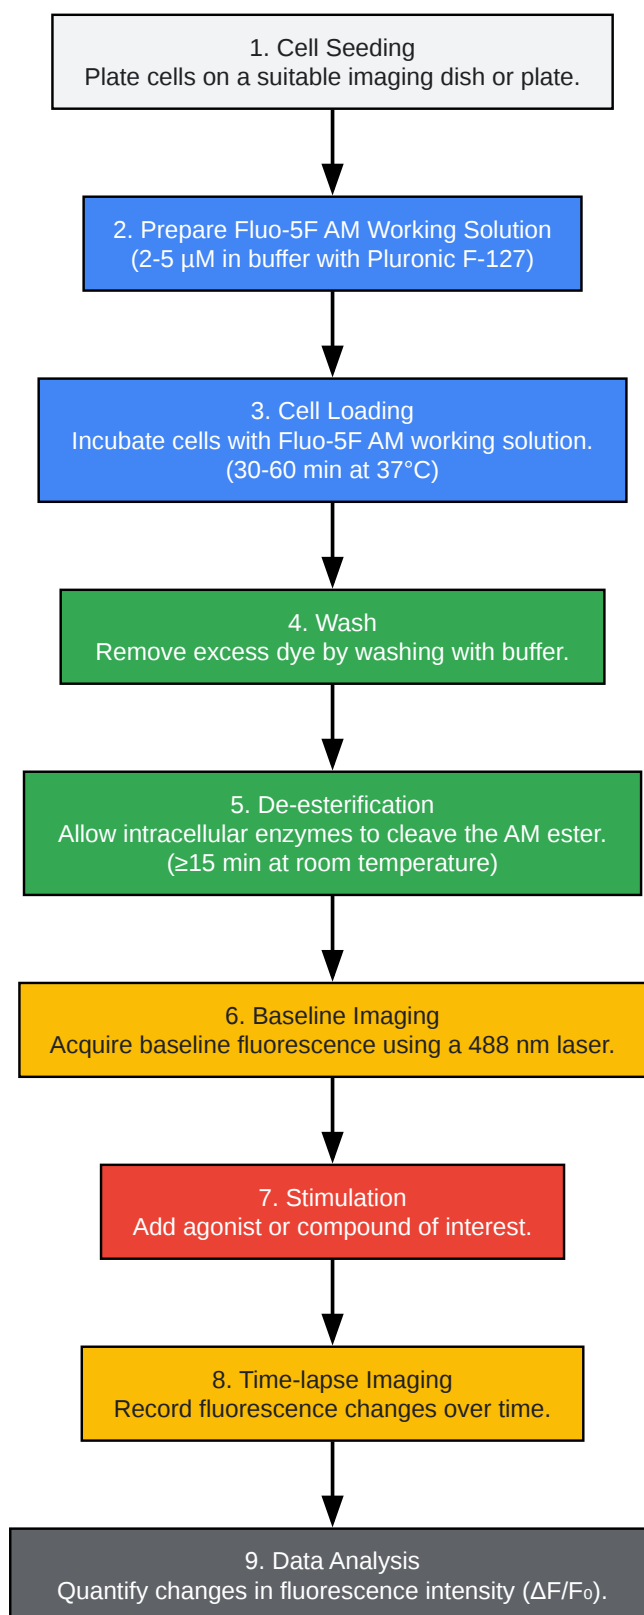 1. Cell Seeding
Plate cells on a suitable imaging dish or plate.
2. Prepare Fluo-5F AM Working Solution
(2-5 µM in buffer with Pluronic F-127)
3. Cell Loading
Incubate cells with Fluo-5F AM working solution.
(30-60 min at 37°C)
4. Wash
Remove excess dye by washing with buffer.
5. De-esterification
Allow intracellular enzymes to cleave the AM ester.
(≥15 min at room temperature)
6. Baseline Imaging
Acquire baseline fluorescence using a 488 nm laser.
7. Stimulation
Add agonist or compound of interest.
8. Time-lapse Imaging
Record fluorescence changes over time.
9. Data Analysis
Quantify changes in fluorescence intensity (ΔF/F₀).